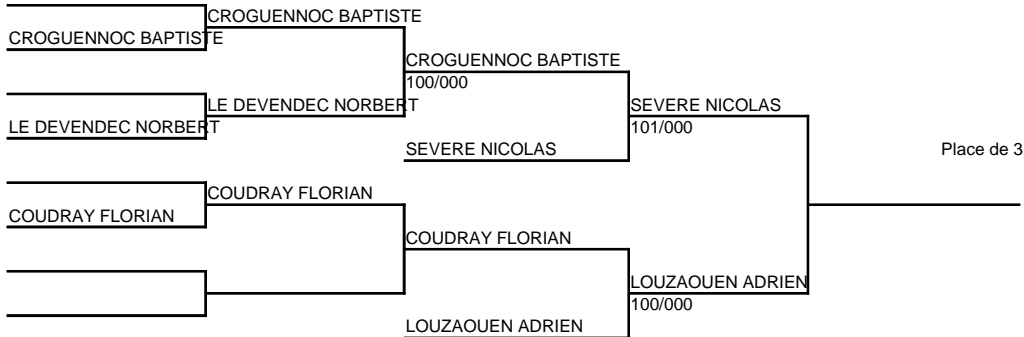 CROGUENNOC BAPTISTE
CROGUENNOC BAPTISTE
CROGUENNOC BAPTISTE
100/000
LE DEVENDEC NORBERT
SEVERE NICOLAS
LE DEVENDEC NORBERT
101/000
SEVERE NICOLAS
Place de 3
COUDRAY FLORIAN
COUDRAY FLORIAN
COUDRAY FLORIAN
LOUZAOUEN ADRIEN
100/000
LOUZAOUEN ADRIEN